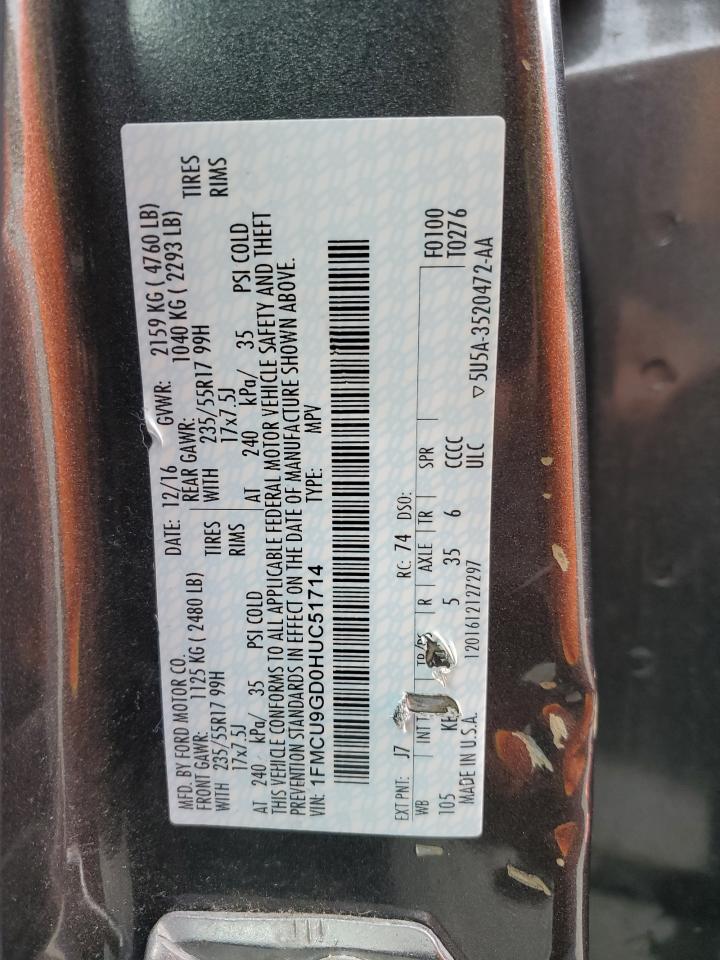 MFD. BY FORD MOTOR CO.
DATE: 12/16 GVWR: 2159 KG ( 4760 LB)
FRONT GAWR: 1125 KG ( 2480 LB) REAR GAWR: 1040 KG ( 2293 LB)
WITH 235/55R17 99H TIRES WITH 235/55R17 99H TIRES
17x7.5J RIMS 17x7.5J RIMS
AT 240 kPa/ 35 PSI COLD AT 240 kPa/ 35 PSI COLD
THIS VEHICLE CONFORMS TO ALL APPLICABLE FEDERAL MOTOR VEHICLE SAFETY AND THEFT
PREVENTION STANDARDS IN EFFECT ON THE DATE OF MANUFACTURE SHOWN ABOVE.
VIN: 1FMCU9GD0HUC51714 TYPE: MPV
EXT PNT: J7 RC: 74 DSO: F0100
WB INT R AXLE TR SPR T0276
105 KE 5 35 6 CCCC
MADE IN U.S.A. 1201612127297 ULC ▽5U5A-3520472-AA